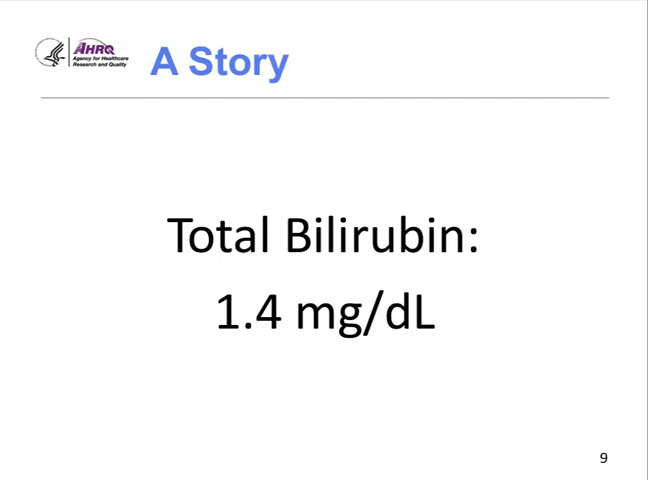 AHRQ
Agency for Healthcare
Research and Quality
A Story
Total Bilirubin:
1.4 mg/dL
9